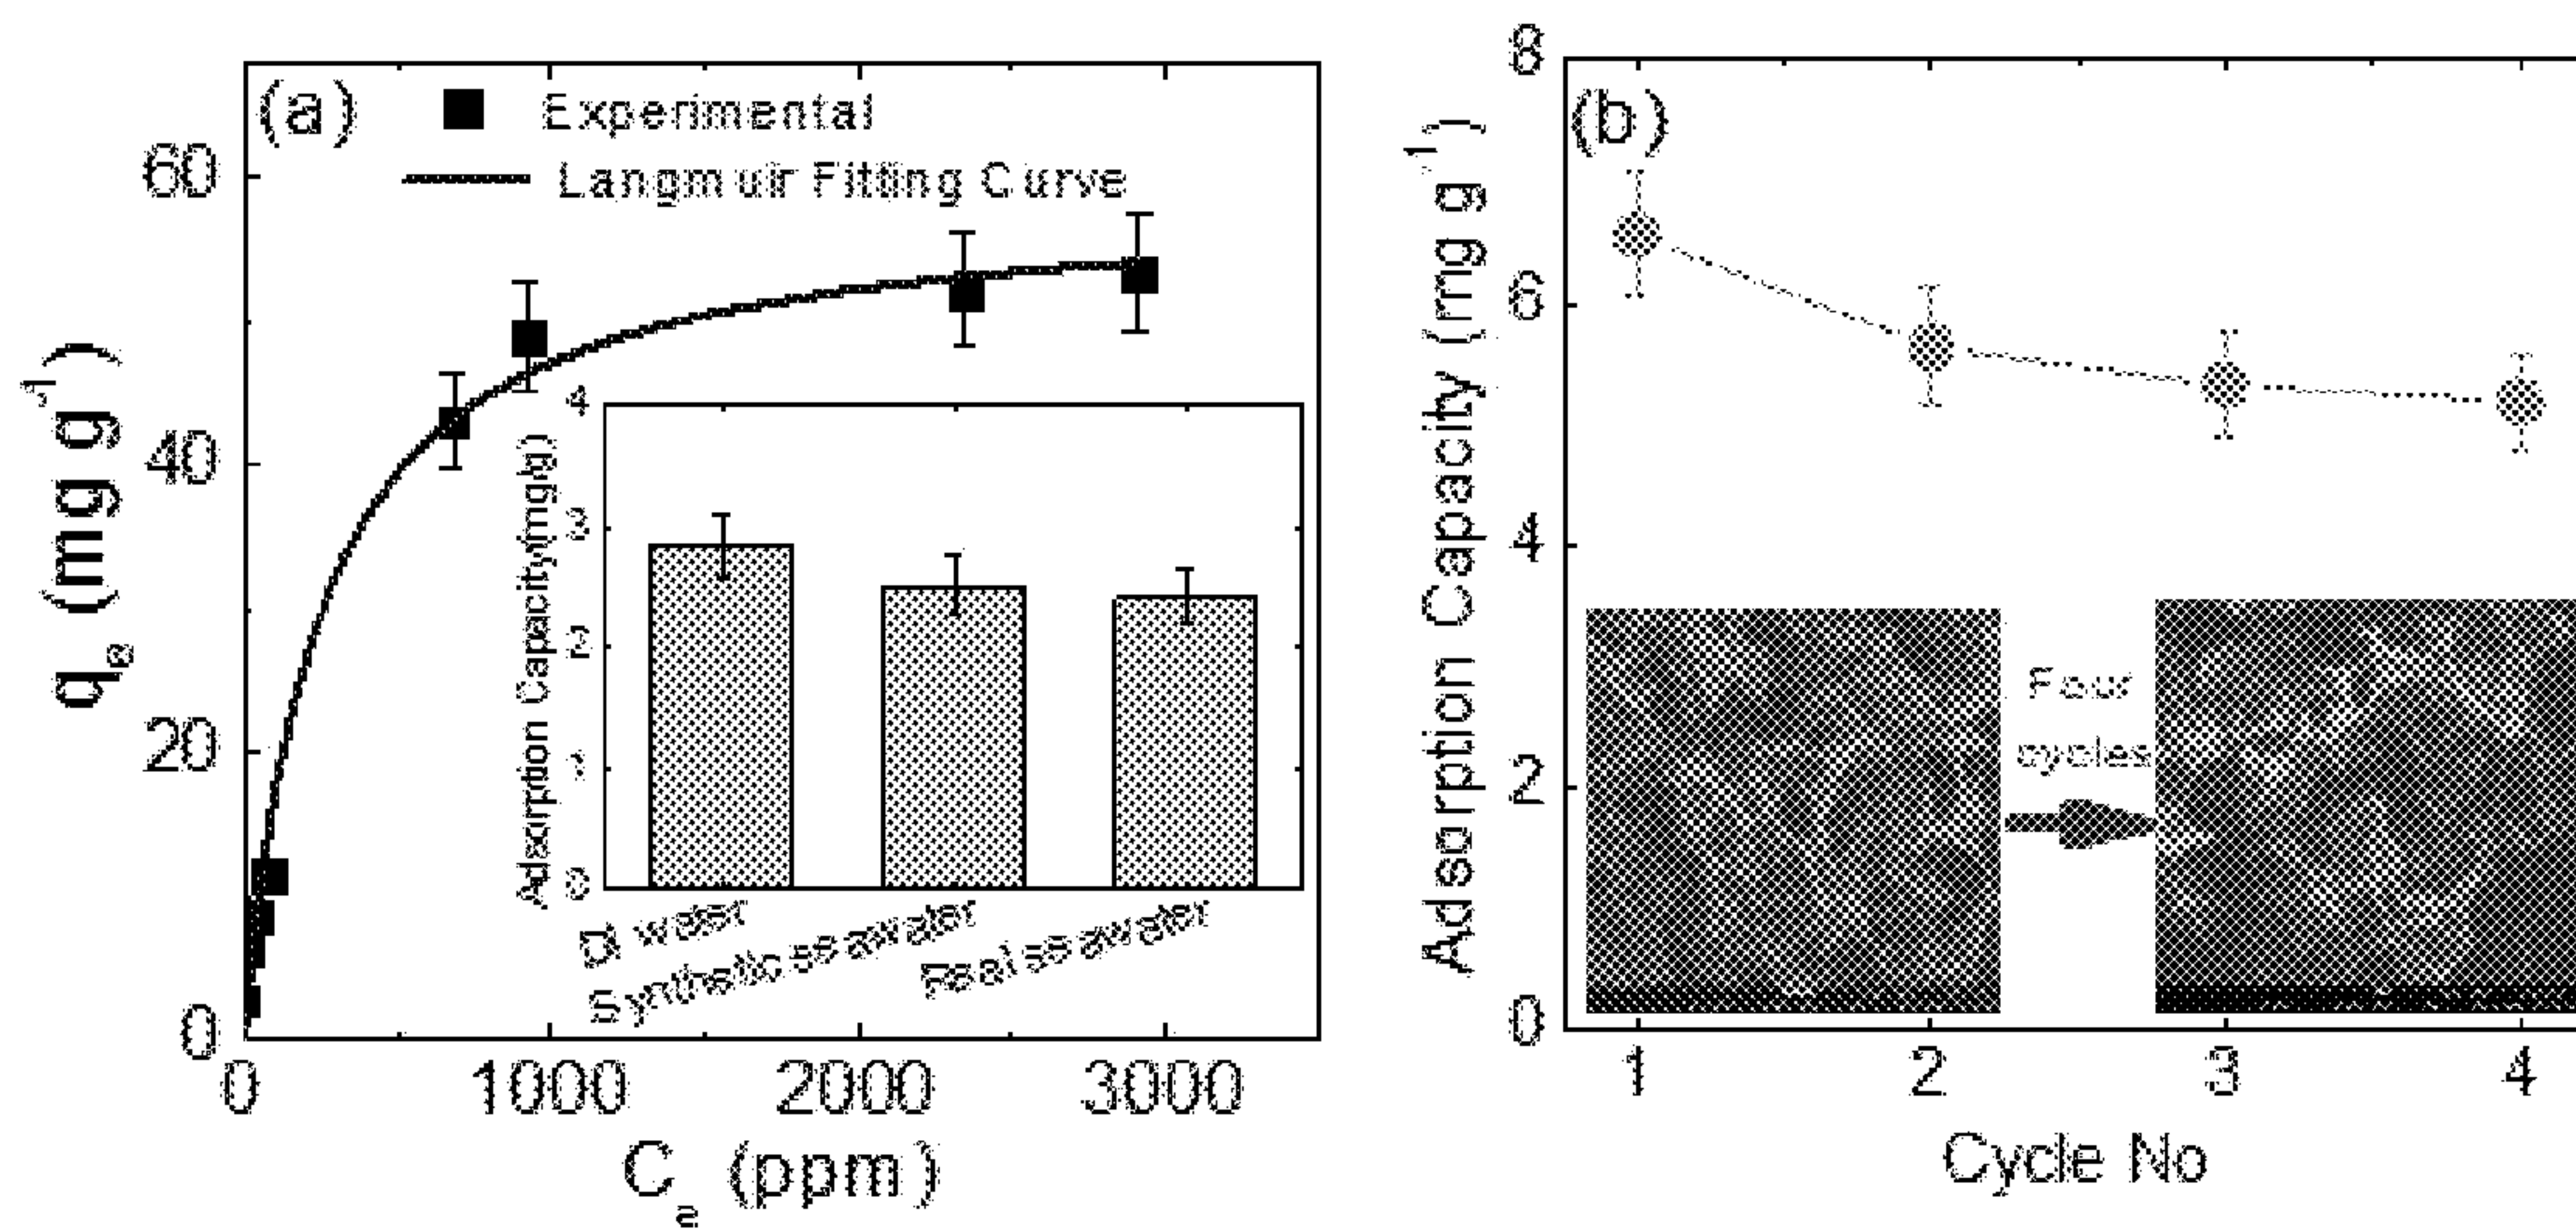 (a)
Experimental
Langmuir Fitting Curve
60
40
20
0
qe (mg g-1)
0 1000 2000 3000
Ce (ppm)
Adsorption Capacity(mg/g)
4
3
2
1
0
DI water
Synthetic seawater
Real seawater
(b)
8
6
4
2
0
Adsorption Capacity (mg g-1)
Four
cycles
1 2 3 4
Cycle No